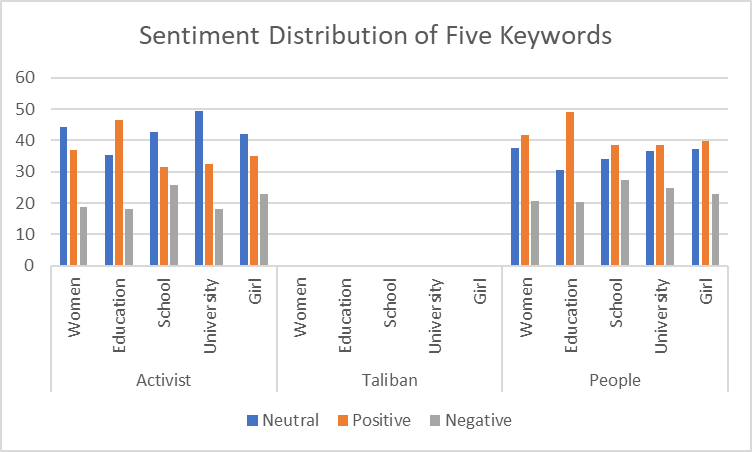 Sentiment Distribution of Five Keywords
60
50
40
30
20
10
0
Women Education School University Girl Women Education School University Girl Women Education School University Girl
Activist Taliban People
Neutral Positive Negative